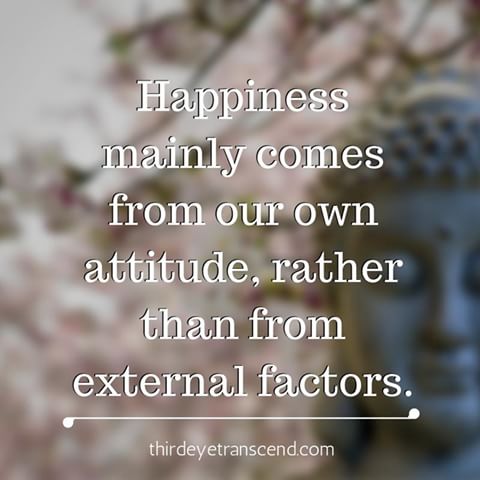 Happiness
mainly comes
from our own
attitude, rather
than from
external factors.
thirdeyetranscend.com